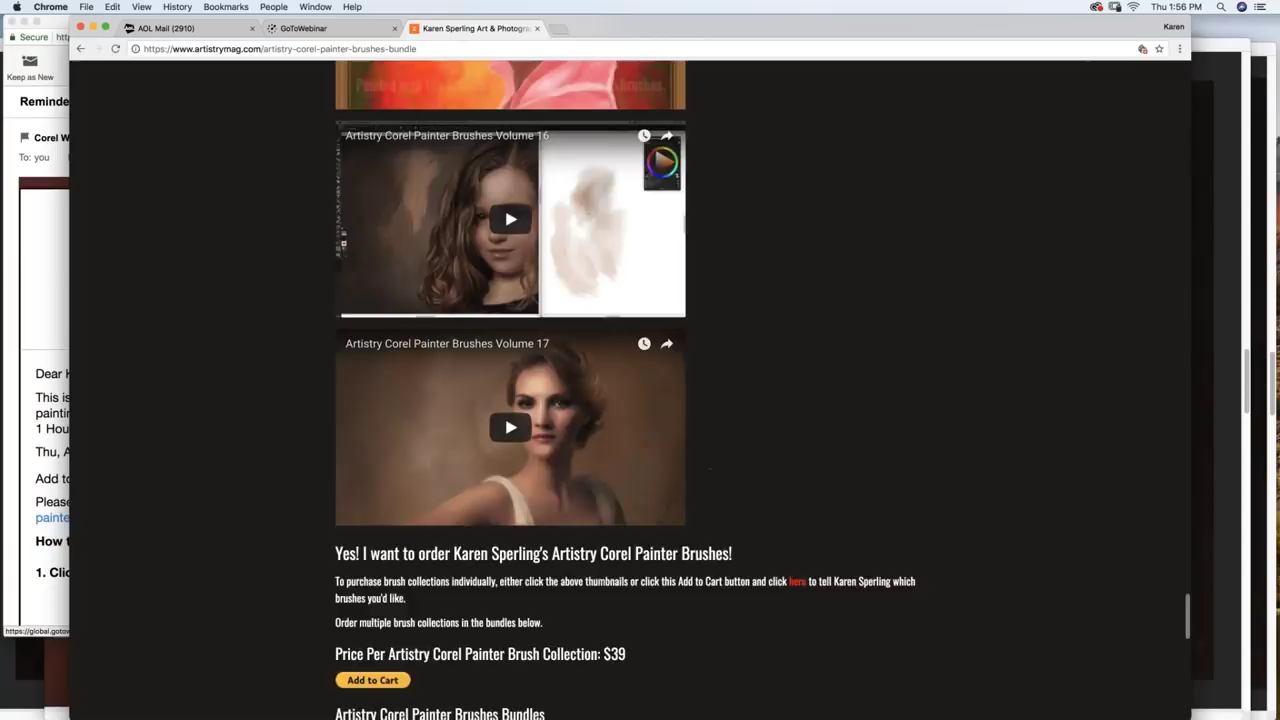 Chrome File Edit View History Bookmarks People Window Help
Thu 1:56 PM
AOL Mail (2910)
GoToWebinar
Karen Sperling Art & Photogra
Karen
https://www.artistrymag.com/artistry-corel-painter-brushes-bundle
Secure
Keep as New
Reminde
Corel W
To: you
Dear
This is
paintin
1 Hou
Thu, A
Add to
Pleas
painte
How t
1. Clic
https://global.gotow
Artistry Corel Painter Brushes Volume 16
Artistry Corel Painter Brushes Volume 17
Yes! I want to order Karen Sperling's Artistry Corel Painter Brushes!
To purchase brush collections individually, either click the above thumbnails or click this Add to Cart button and click here to tell Karen Sperling which
brushes you'd like.
Order multiple brush collections in the bundles below.
Price Per Artistry Corel Painter Brush Collection: $39
Add to Cart
Artistry Corel Painter Brushes Bundles